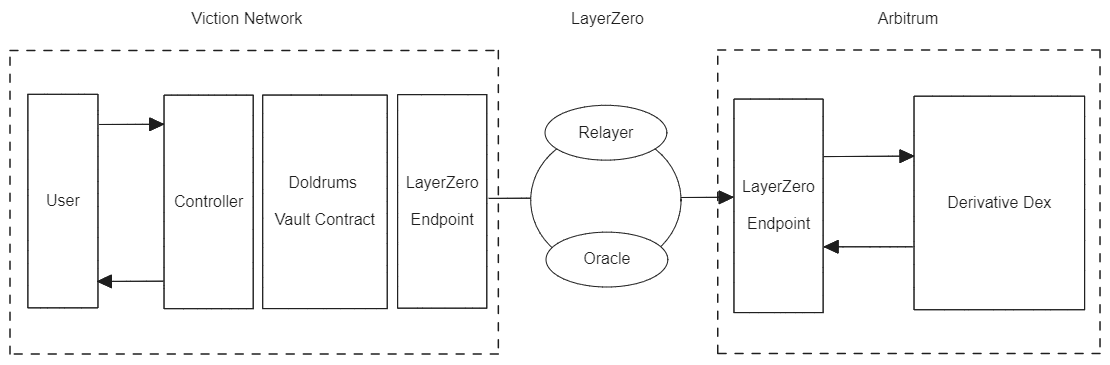 Viction Network
LayerZero
Arbitrum
User
Controller
Doldrums
Vault Contract
LayerZero
Endpoint
Relayer
Oracle
LayerZero
Endpoint
Derivative Dex